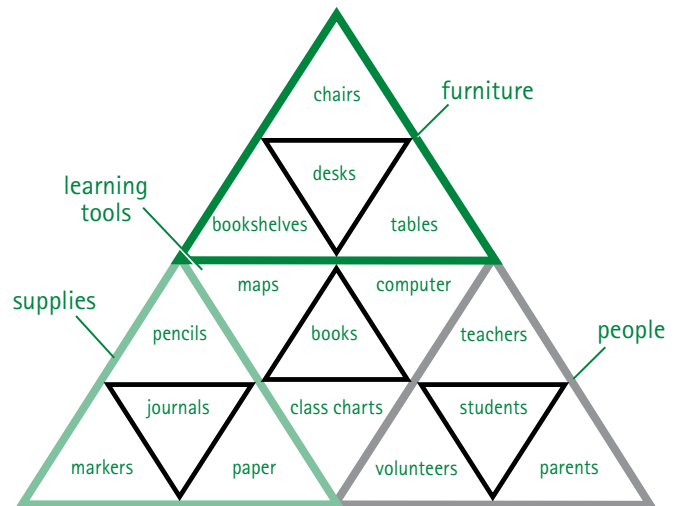 chairs
furniture
desks
learning
tools
bookshelves
tables
maps
computer
supplies
pencils
books
teachers
people
journals
class charts
students
markers
paper
volunteers
parents